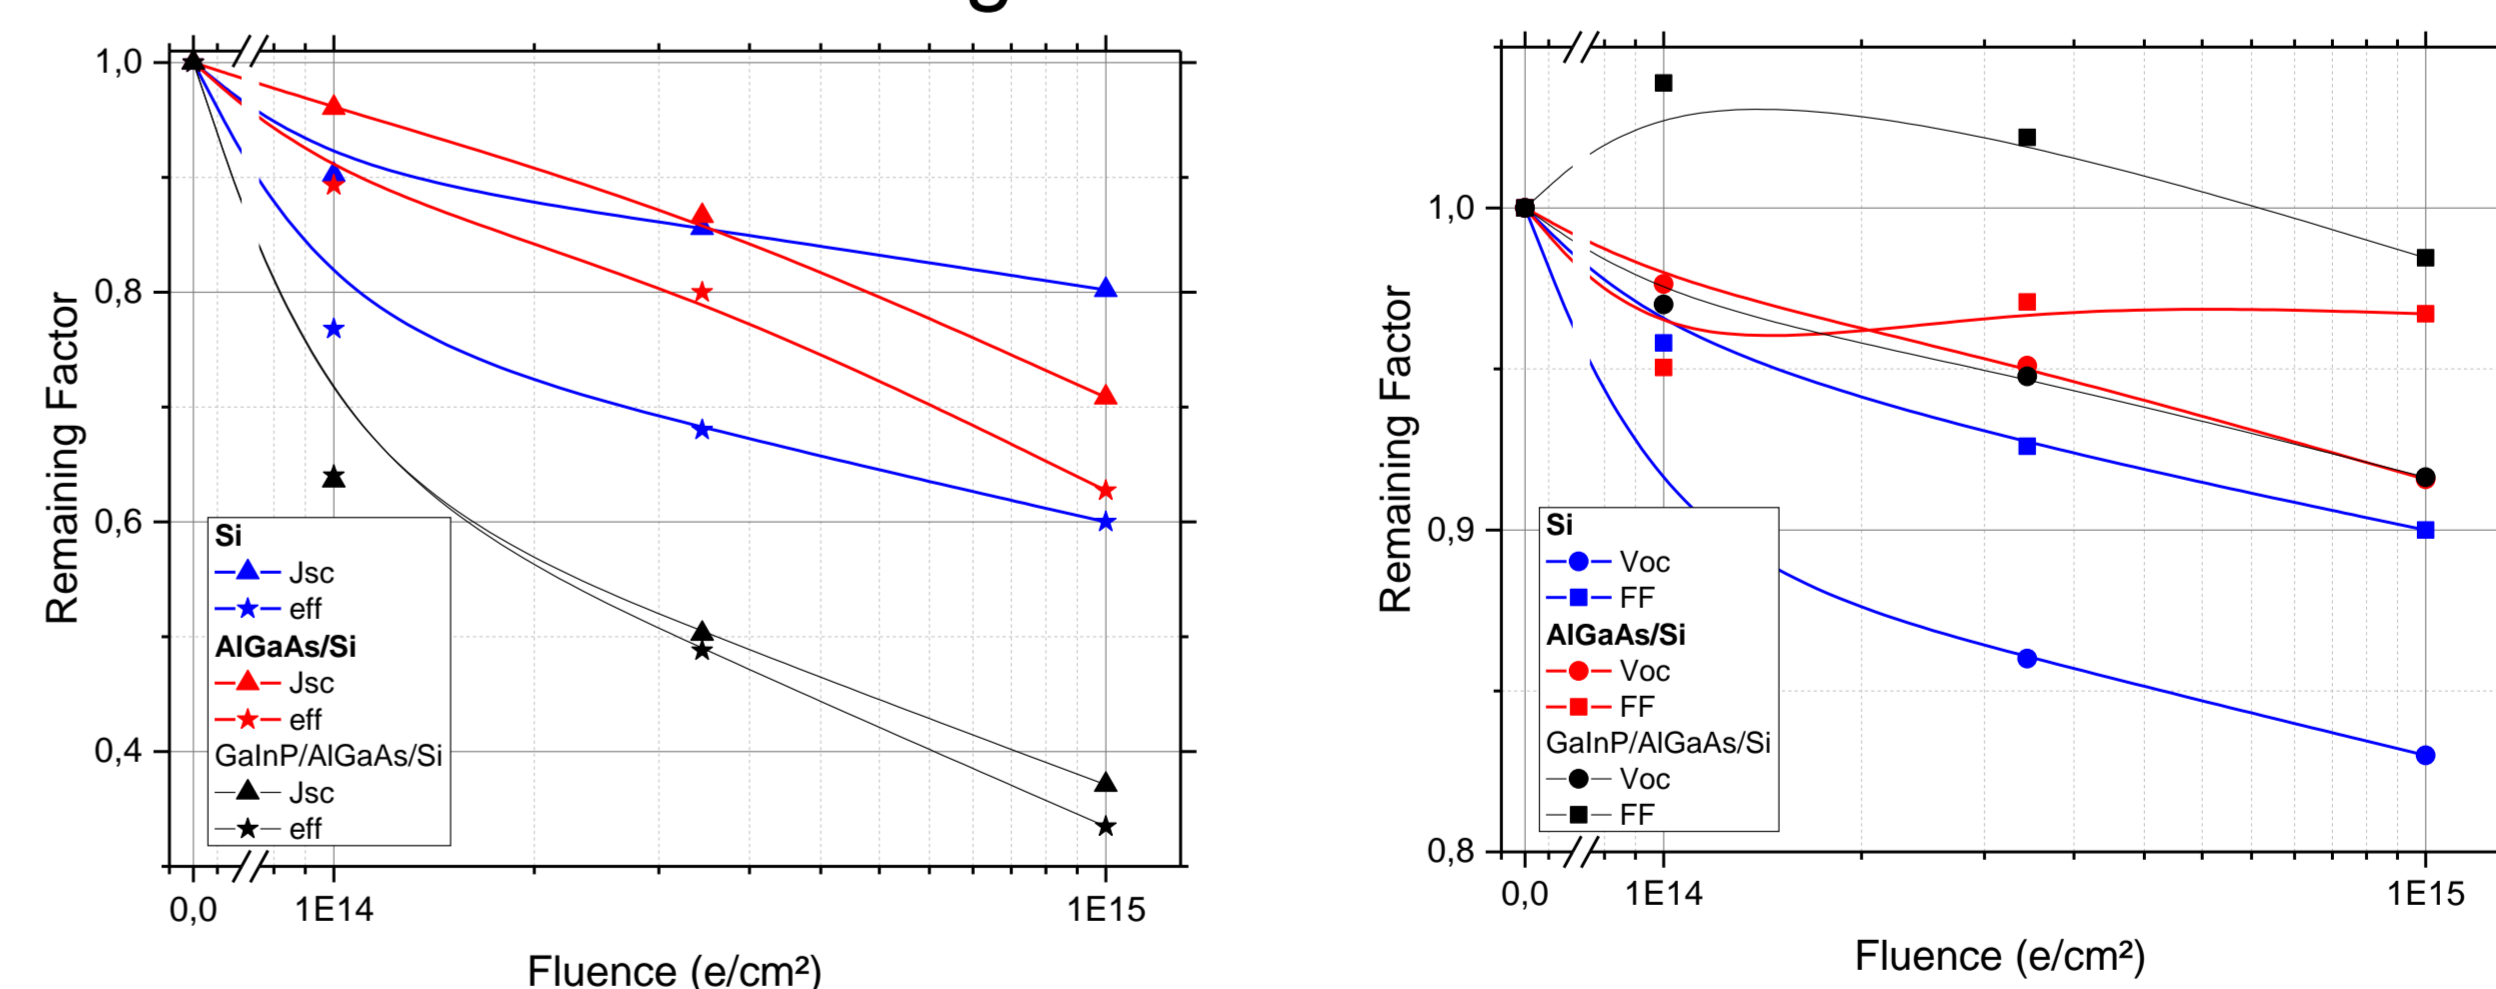 1,0
0,8
0,6
0,4
Remaining Factor
Si
Jsc
eff
AlGaAs/Si
Jsc
eff
GaInP/AlGaAs/Si
Jsc
eff
0,0
1E14
1E15
Fluence (e/cm²)
1,0
0,9
0,8
Remaining Factor
Si
Voc
FF
AlGaAs/Si
Voc
FF
GaInP/AlGaAs/Si
Voc
FF
0,0
1E14
1E15
Fluence (e/cm²)